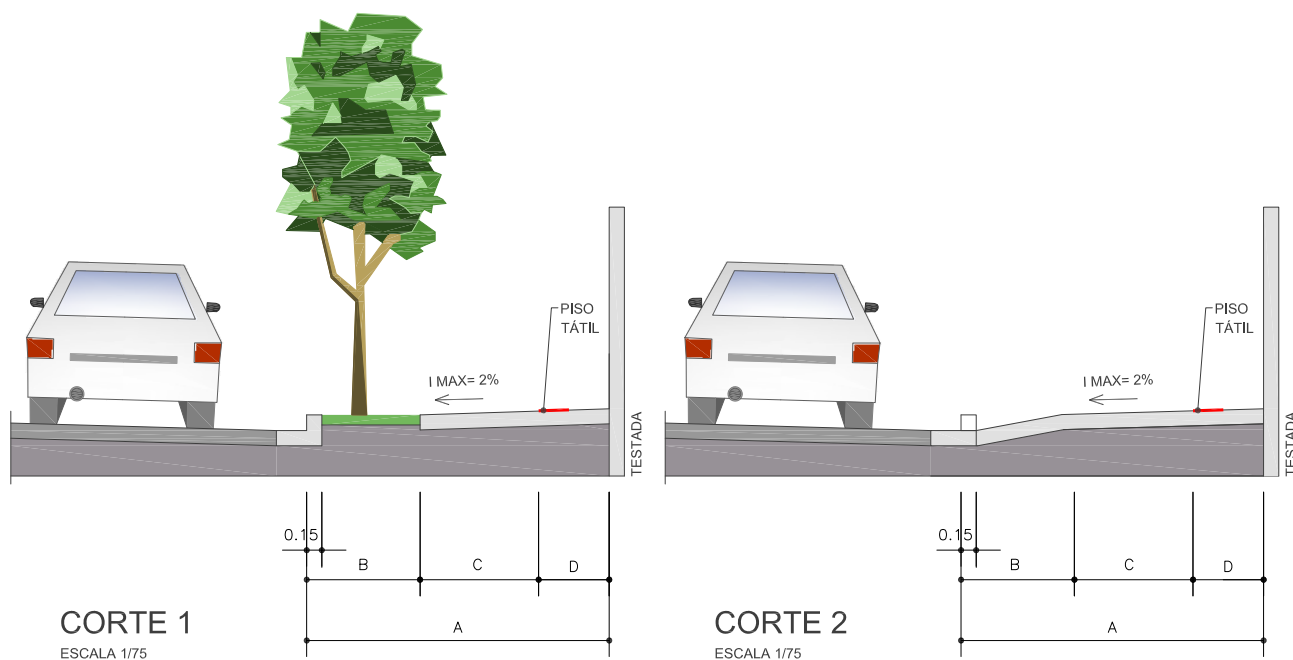 PISO
TÁTIL
I MAX= 2%
TESTADA
0.15
B
C
D
A
CORTE 1
ESCALA 1/75
PISO
TÁTIL
I MAX= 2%
TESTADA
0.15
B
C
D
A
CORTE 2
ESCALA 1/75